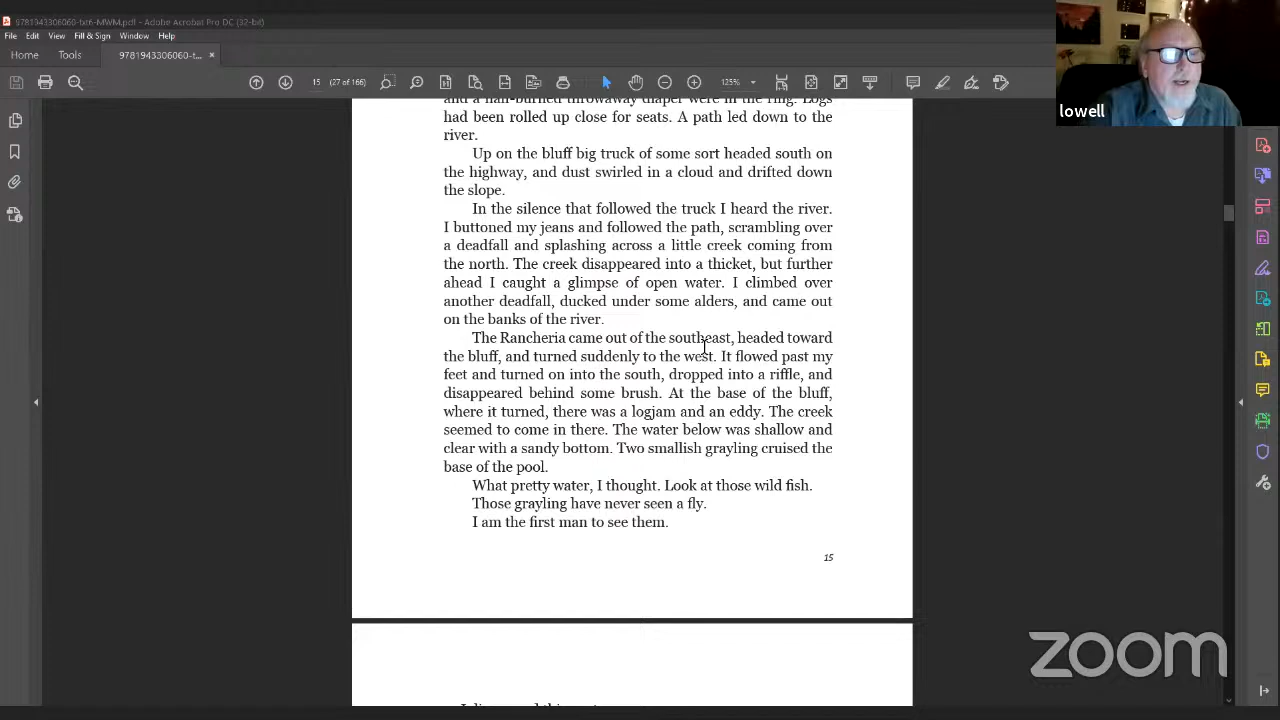 9781943306060-txt6-MWM.pdf - Adobe Acrobat Pro DC (32-bit)
File Edit View Fill & Sign Window Help
Home Tools 9781943306060-tx... ×
15 (27 of 166) 125%
lowell
and a half-burned throwaway diaper were in the ring. Logs
had been rolled up close for seats. A path led down to the
river.
Up on the bluff big truck of some sort headed south on
the highway, and dust swirled in a cloud and drifted down
the slope.
In the silence that followed the truck I heard the river.
I buttoned my jeans and followed the path, scrambling over
a deadfall and splashing across a little creek coming from
the north. The creek disappeared into a thicket, but further
ahead I caught a glimpse of open water. I climbed over
another deadfall, ducked under some alders, and came out
on the banks of the river.
The Rancheria came out of the southeast, headed toward
the bluff, and turned suddenly to the west. It flowed past my
feet and turned on into the south, dropped into a riffle, and
disappeared behind some brush. At the base of the bluff,
where it turned, there was a logjam and an eddy. The creek
seemed to come in there. The water below was shallow and
clear with a sandy bottom. Two smallish grayling cruised the
base of the pool.
What pretty water, I thought. Look at those wild fish.
Those grayling have never seen a fly.
I am the first man to see them.
15
zoom